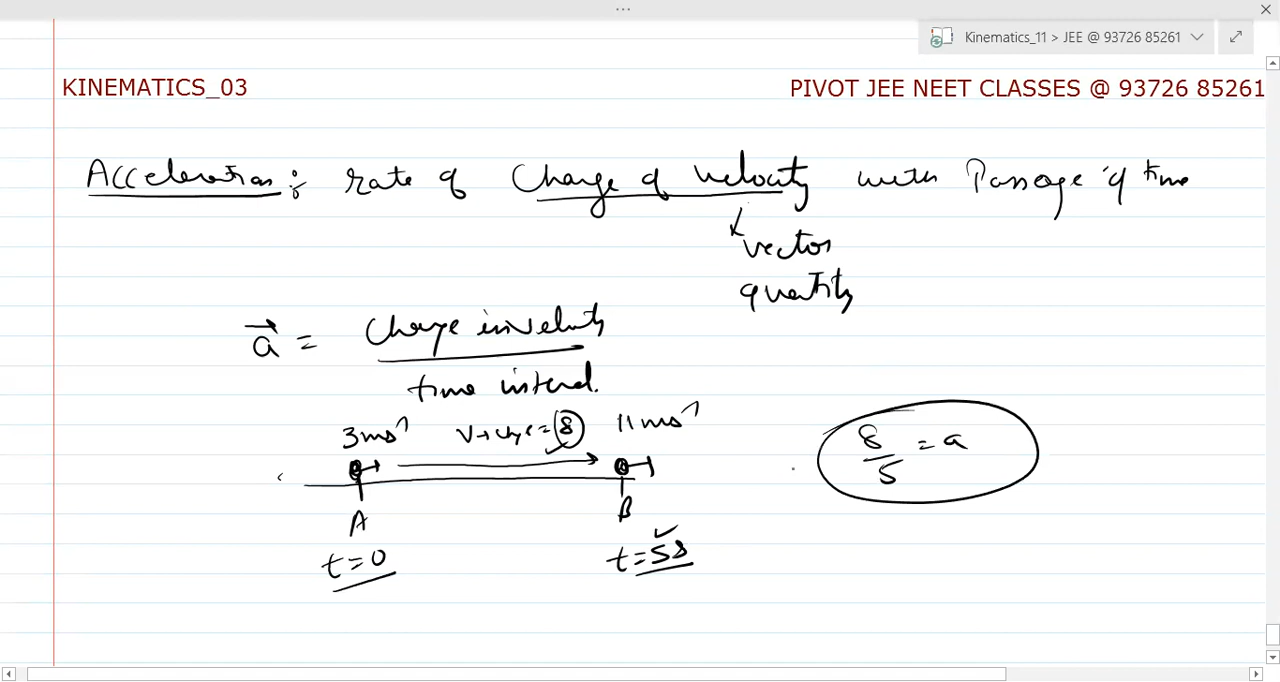 Kinematics_11 > JEE @ 93726 85261
KINEMATICS_03
PIVOT JEE NEET CLASSES @ 93726 85261
Acceleration : rate of Change of velocity with Passage of time
vector
quantity
a⃗ = Change in velocity
time interval.
3ms⁻¹ V → change = 8 11ms⁻¹
8/5 = a
A B
t=0 t=5s